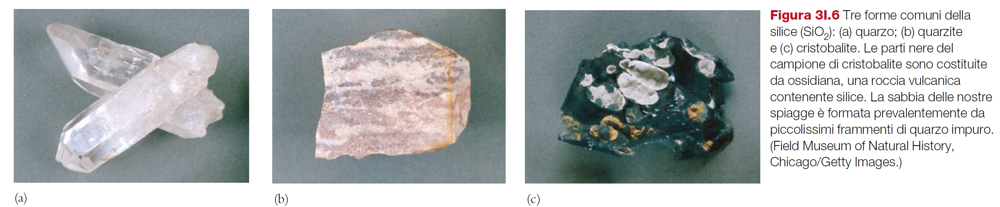 Figura 3I.6 Tre forme comuni della
silice (SiO2): (a) quarzo; (b) quarzite
e (c) cristobalite. Le parti nere del
campione di cristobalite sono costituite
da ossidiana, una roccia vulcanica
contenente silice. La sabbia delle nostre
spiagge è formata prevalentemente da
piccolissimi frammenti di quarzo impuro.
(Field Museum of Natural History,
Chicago/Getty Images.)
(a)
(b)
(c)